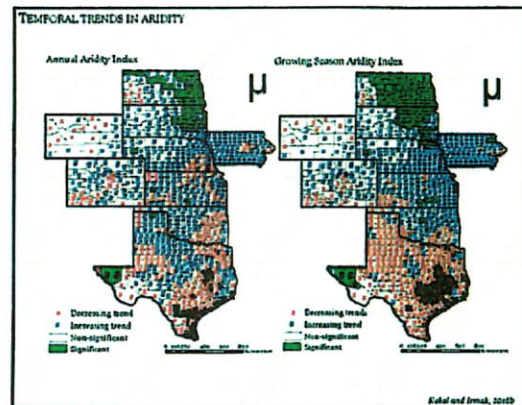 TEMPORAL TRENDS IN ARIDITY
Annual Aridity Index
Growing Season Aridity Index
μ
μ
Decreasing trend
Increasing trend
Non-significant
Significant
Decreasing trends
Increasing trend
Non-significant
Significant
Kukal and Irmak, 2016b